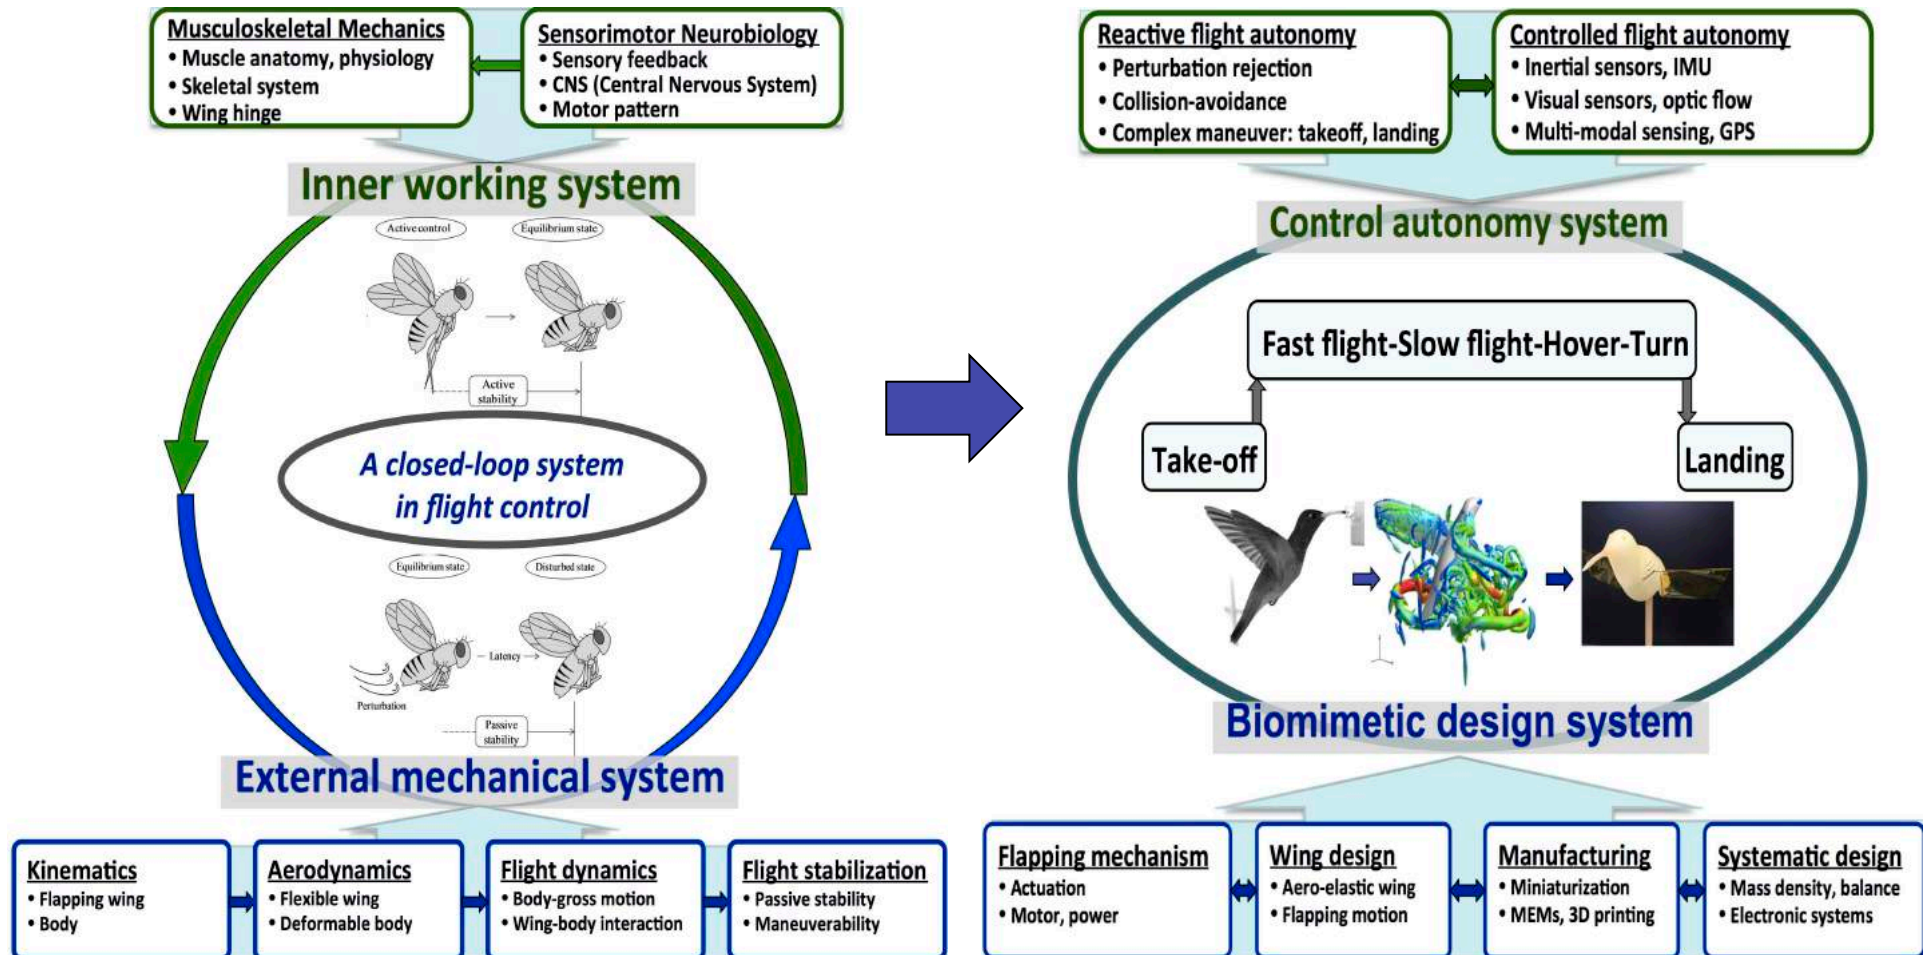 Musculoskeletal Mechanics
• Muscle anatomy, physiology
• Skeletal system
• Wing hinge
Sensorimotor Neurobiology
• Sensory feedback
• CNS (Central Nervous System)
• Motor pattern
Inner working system
Active control
Equilibrium state
Active
stability
A closed-loop system
in flight control
Equilibrium state
Disturbed state
Latency
Perturbation
Passive
stability
External mechanical system
Kinematics
• Flapping wing
• Body
Aerodynamics
• Flexible wing
• Deformable body
Flight dynamics
• Body-gross motion
• Wing-body interaction
Flight stabilization
• Passive stability
• Maneuverability
Reactive flight autonomy
• Perturbation rejection
• Collision-avoidance
• Complex maneuver: takeoff, landing
Controlled flight autonomy
• Inertial sensors, IMU
• Visual sensors, optic flow
• Multi-modal sensing, GPS
Control autonomy system
Fast flight-Slow flight-Hover-Turn
Take-off
Landing
Biomimetic design system
Flapping mechanism
• Actuation
• Motor, power
Wing design
• Aero-elastic wing
• Flapping motion
Manufacturing
• Miniaturization
• MEMs, 3D printing
Systematic design
• Mass density, balance
• Electronic systems